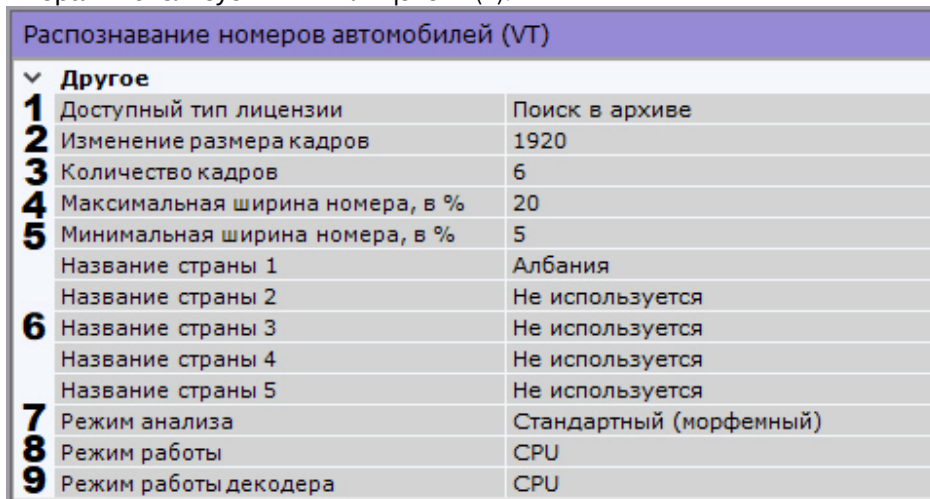 Распознавание номеров автомобилей (VT)
Другое
1 Доступный тип лицензии Поиск в архиве
2 Изменение размера кадров 1920
3 Количество кадров 6
4 Максимальная ширина номера, в % 20
5 Минимальная ширина номера, в % 5
Название страны 1 Албания
Название страны 2 Не используется
6 Название страны 3 Не используется
Название страны 4 Не используется
Название страны 5 Не используется
7 Режим анализа Стандартный (морфемный)
8 Режим работы CPU
9 Режим работы декодера CPU